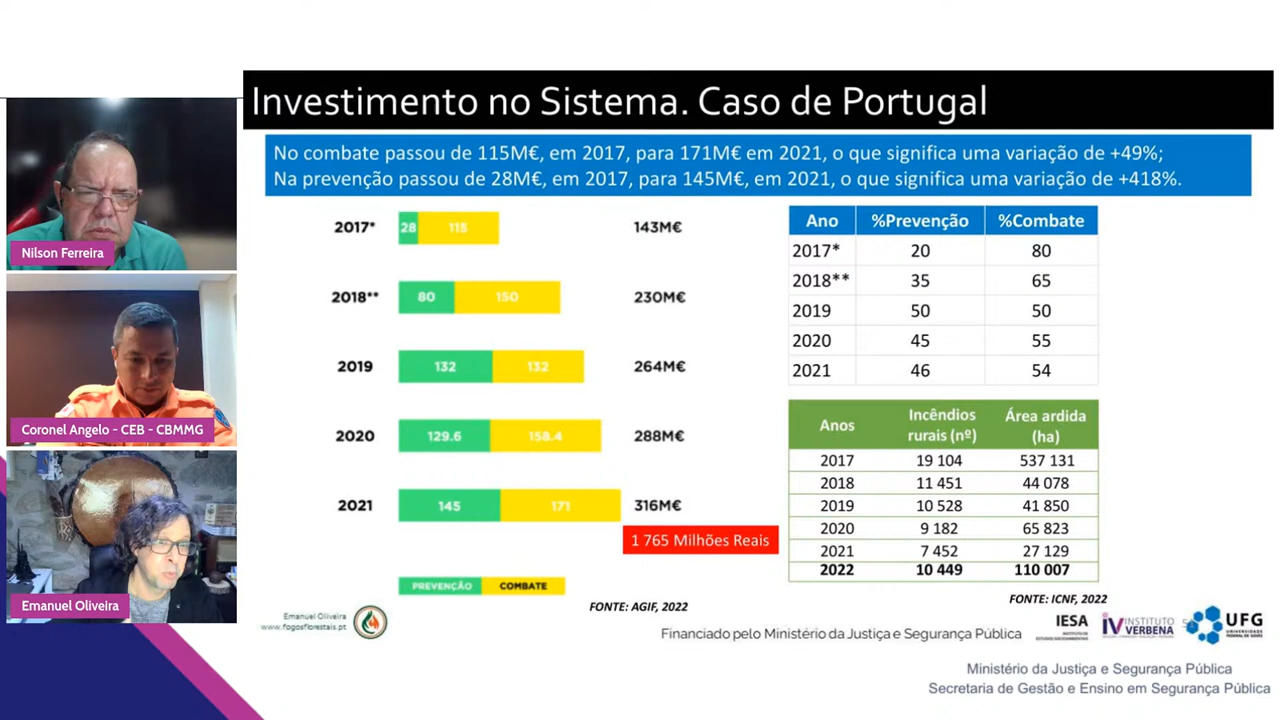 Investimento no Sistema. Caso de Portugal
No combate passou de 115M€, em 2017, para 171M€ em 2021, o que significa uma variação de +49%;
Na prevenção passou de 28M€, em 2017, para 145M€, em 2021, o que significa uma variação de +418%.
2017* 28 115 143M€
2018** 80 150 230M€
2019 132 132 264M€
2020 129.6 158.4 288M€
2021 145 171 316M€
1 765 Milhões Reais
PREVENÇÃO COMBATE
FONTE: AGIF, 2022
Ano %Prevenção %Combate
2017* 20 80
2018** 35 65
2019 50 50
2020 45 55
2021 46 54
Anos Incêndios rurais (nº) Área ardida (ha)
2017 19 104 537 131
2018 11 451 44 078
2019 10 528 41 850
2020 9 182 65 823
2021 7 452 27 129
2022 10 449 110 007
FONTE: ICNF, 2022
Nilson Ferreira
Coronel Angelo - CEB - CBMMG
Emanuel Oliveira
Emanuel Oliveira
www.fogosflorestais.pt
Financiado pelo Ministério da Justiça e Segurança Pública
IESA
iV INSTITUTO
VERBENA
UFG
UNIVERSIDADE
FEDERAL DE GOIÁS
Ministério da Justiça e Segurança Pública
Secretaria de Gestão e Ensino em Segurança Pública